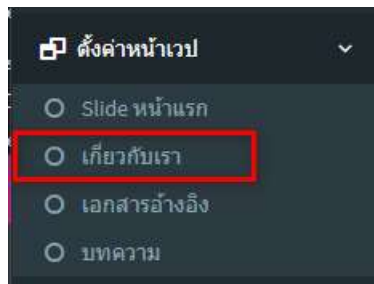 ตั้งค่าหน้าเวป
Slide หน้าแรก
เกี่ยวกับเรา
เอกสารอ้างอิง
บทความ